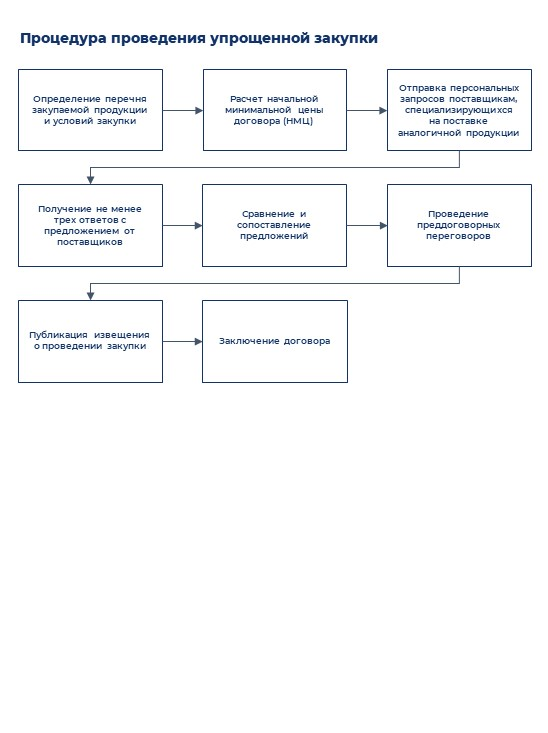 Процедура проведения упрощенной закупки
Определение перечня
закупаемой продукции
и условий закупки
Расчет начальной
минимальной цены
договора (НМЦ)
Отправка персональных
запросов поставщикам,
специализирующихся
на поставке
аналогичной продукции
Получение не менее
трех ответов с
предложением от
поставщиков
Сравнение и
сопоставление
предложений
Проведение
преддоговорных
переговоров
Публикация извещения
о проведении закупки
Заключение договора